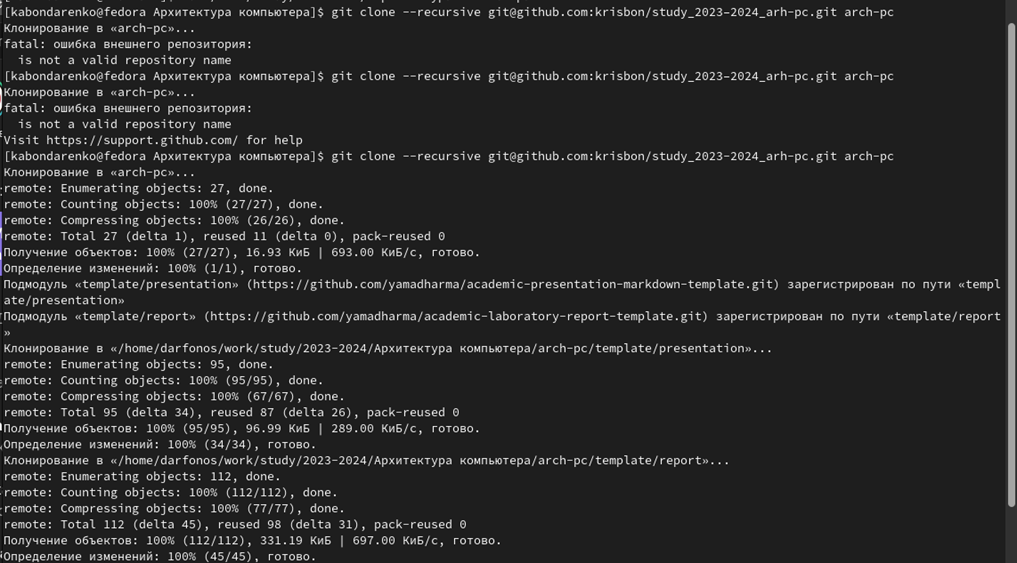 [kabondarenko@fedora Архитектура компьютера]$ git clone --recursive git@github.com:krisbon/study_2023-2024_arh-pc.git arch-pc
Клонирование в «arch-pc»...
fatal: ошибка внешнего репозитория:
  is not a valid repository name
[kabondarenko@fedora Архитектура компьютера]$ git clone --recursive git@github.com:krisbon/study_2023-2024_arh-pc.git arch-pc
Клонирование в «arch-pc»...
fatal: ошибка внешнего репозитория:
  is not a valid repository name
Visit https://support.github.com/ for help
[kabondarenko@fedora Архитектура компьютера]$ git clone --recursive git@github.com:krisbon/study_2023-2024_arh-pc.git arch-pc
Клонирование в «arch-pc»...
remote: Enumerating objects: 27, done.
remote: Counting objects: 100% (27/27), done.
remote: Compressing objects: 100% (26/26), done.
remote: Total 27 (delta 1), reused 11 (delta 0), pack-reused 0
Получение объектов: 100% (27/27), 16.93 КиБ | 693.00 КиБ/с, готово.
Определение изменений: 100% (1/1), готово.
Подмодуль «template/presentation» (https://github.com/yamadharma/academic-presentation-markdown-template.git) зарегистрирован по пути «templ
ate/presentation»
Подмодуль «template/report» (https://github.com/yamadharma/academic-laboratory-report-template.git) зарегистрирован по пути «template/report
»
Клонирование в «/home/darfonos/work/study/2023-2024/Архитектура компьютера/arch-pc/template/presentation»...
remote: Enumerating objects: 95, done.
remote: Counting objects: 100% (95/95), done.
remote: Compressing objects: 100% (67/67), done.
remote: Total 95 (delta 34), reused 87 (delta 26), pack-reused 0
Получение объектов: 100% (95/95), 96.99 КиБ | 289.00 КиБ/с, готово.
Определение изменений: 100% (34/34), готово.
Клонирование в «/home/darfonos/work/study/2023-2024/Архитектура компьютера/arch-pc/template/report»...
remote: Enumerating objects: 112, done.
remote: Counting objects: 100% (112/112), done.
remote: Compressing objects: 100% (77/77), done.
remote: Total 112 (delta 45), reused 98 (delta 31), pack-reused 0
Получение объектов: 100% (112/112), 331.19 КиБ | 697.00 КиБ/с, готово.
Определение изменений: 100% (45/45), готово.